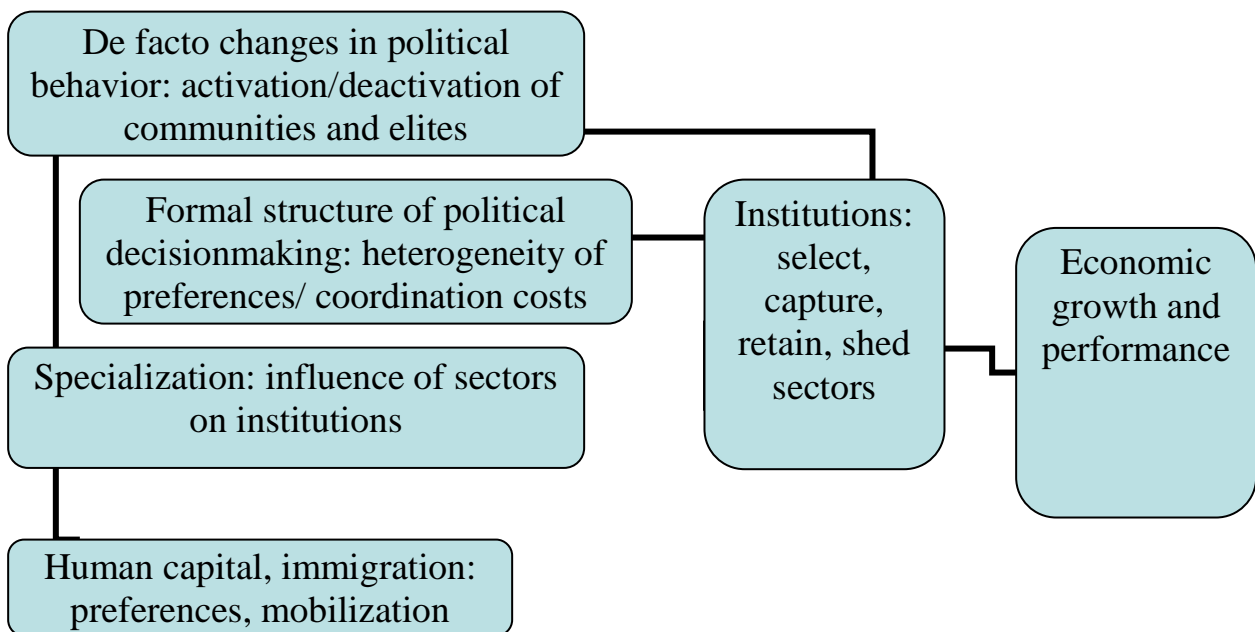 De facto changes in political
behavior: activation/deactivation of
communities and elites
Formal structure of political
decisionmaking: heterogeneity of
preferences/ coordination costs
Specialization: influence of sectors
on institutions
Human capital, immigration:
preferences, mobilization
Institutions:
select,
capture,
retain, shed
sectors
Economic
growth and
performance